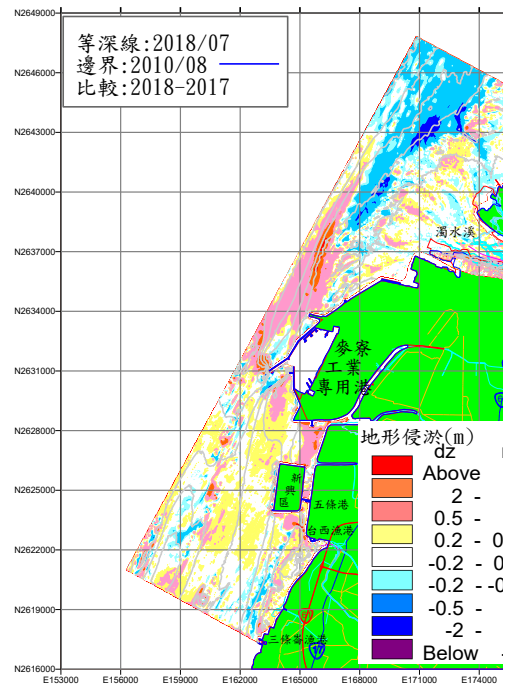 等深線:2018/07
邊界:2010/08
比較:2018-2017
N2649000
N2646000
N2643000
N2640000
N2637000
N2634000
N2631000
N2628000
N2625000
N2622000
N2619000
N2616000
濁水溪
麥寮
工業
專用港
新興區
五條港
台西漁港
三條崙漁港
17
地形侵淤(m)
dz
Above
2 -
0.5 -
0.2 - 0
-0.2 - 0
-0.2 - -0
-0.5 -
-2 -
Below -
E153000 E156000 E159000 E162000 E165000 E168000 E171000 E174000